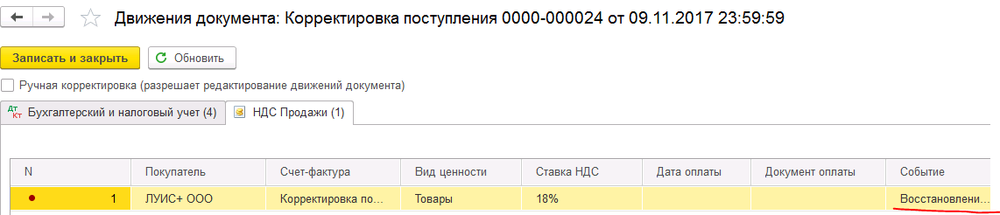 Движения документа: Корректировка поступления 0000-000024 от 09.11.2017 23:59:59
Записать и закрыть Обновить
Ручная корректировка (разрешает редактирование движений документа)
Дт Кт Бухгалтерский и налоговый учет (4) НДС Продажи (1)
N Покупатель Счет-фактура Вид ценности Ставка НДС Дата оплаты Документ оплаты Событие
1 ЛУИС+ ООО Корректировка по... Товары 18% Восстановлени...